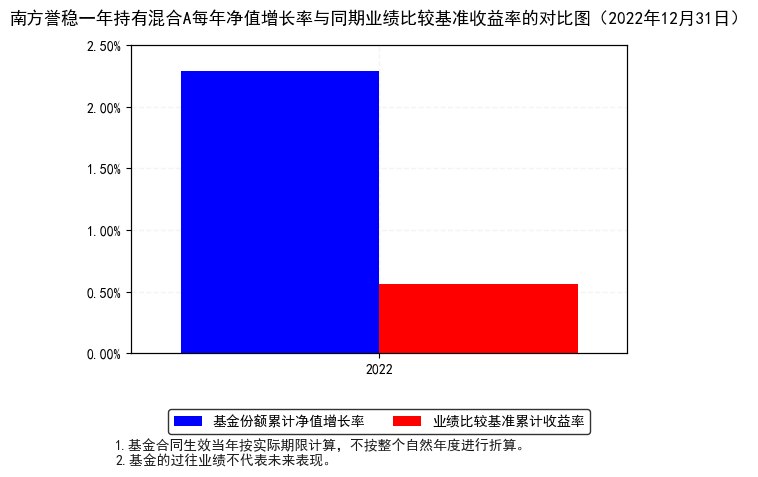 南方誉稳一年持有混合A每年净值增长率与同期业绩比较基准收益率的对比图（2022年12月31日）
2.50%
2.00%
1.50%
1.00%
0.50%
0.00%
2022
基金份额累计净值增长率 业绩比较基准累计收益率
1. 基金合同生效当年按实际期限计算，不按整个自然年度进行折算。
2. 基金的过往业绩不代表未来表现。